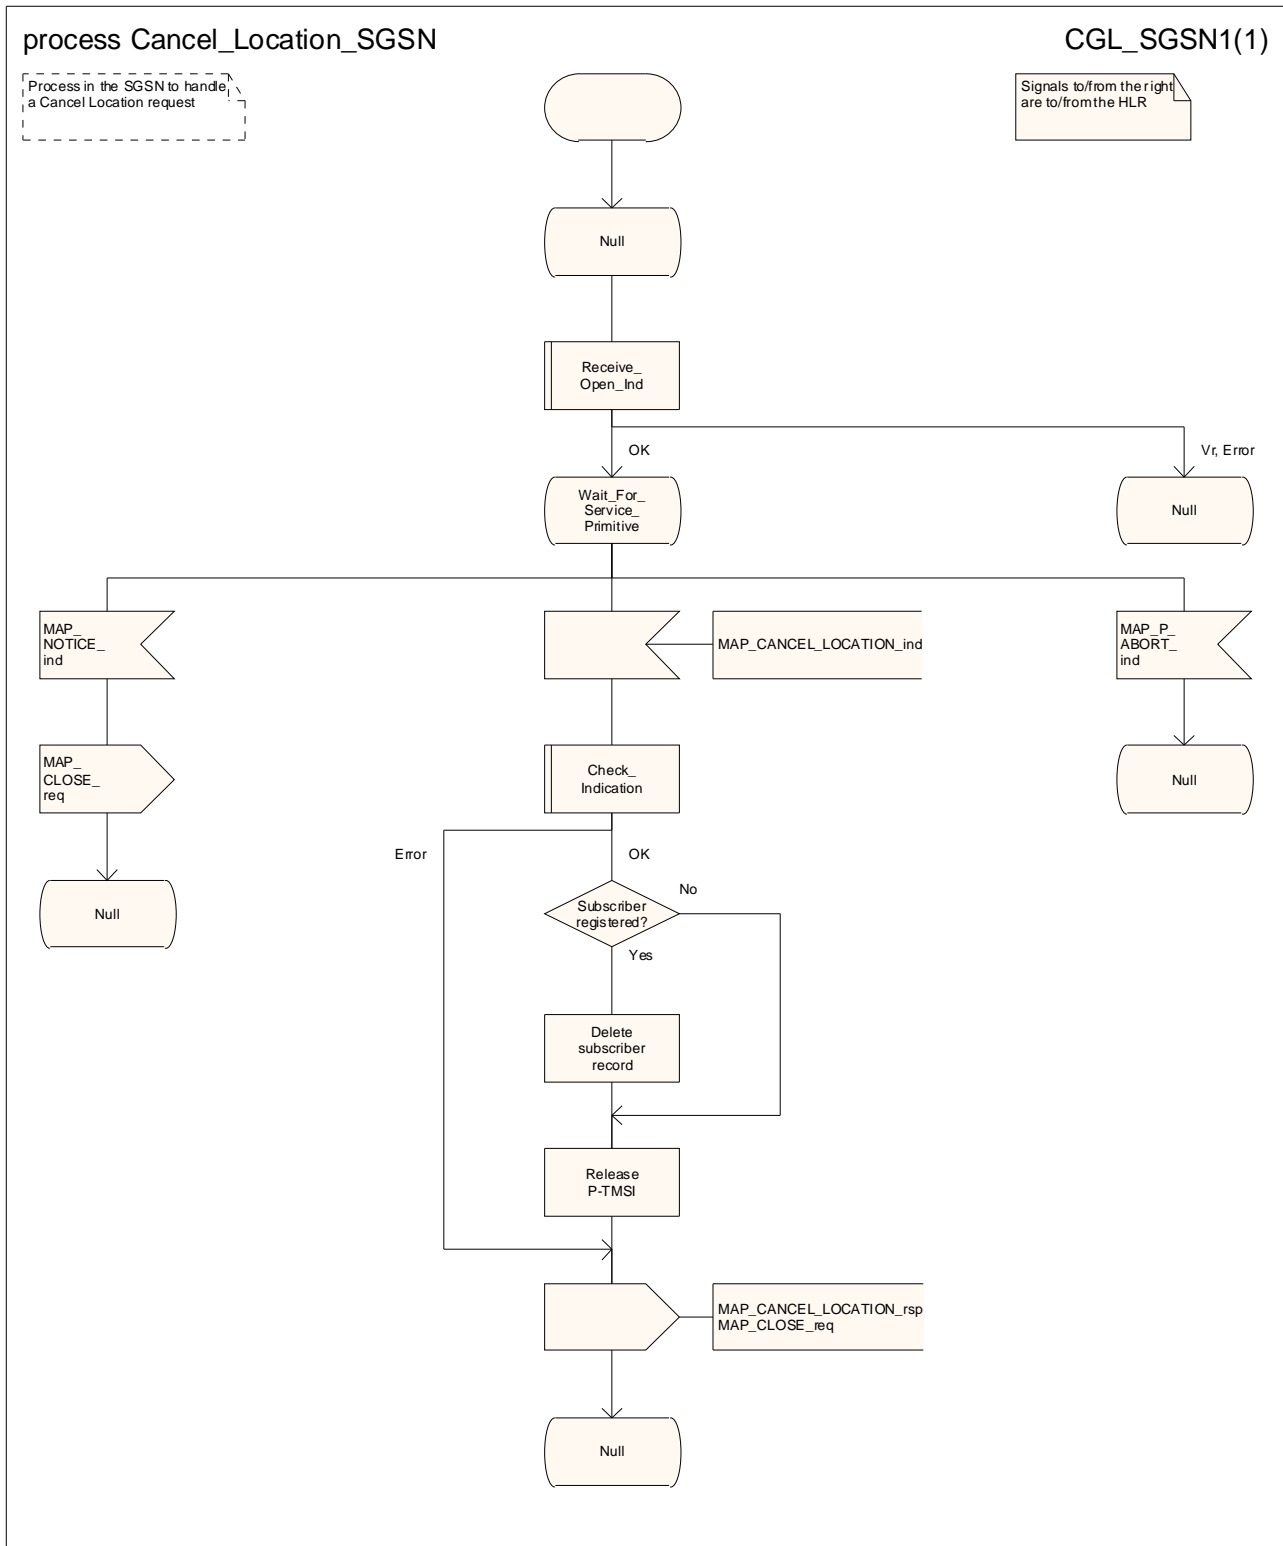 process Cancel_Location_SGSN
CGL_SGSN1(1)
Process in the SGSN to handle
a Cancel Location request
Signals to/from the right
are to/from the HLR
Null
Receive_
Open_Ind
OK
Vr, Error
Wait_For_
Service_
Primitive
Null
MAP_
NOTICE_
ind
MAP_CANCEL_LOCATION_ind
MAP_P_
ABORT_
ind
MAP_
CLOSE_
req
Check_
Indication
Null
Error
OK
No
Subscriber
registered?
Null
Yes
Delete
subscriber
record
Release
P-TMSI
MAP_CANCEL_LOCATION_rsp
MAP_CLOSE_req
Null